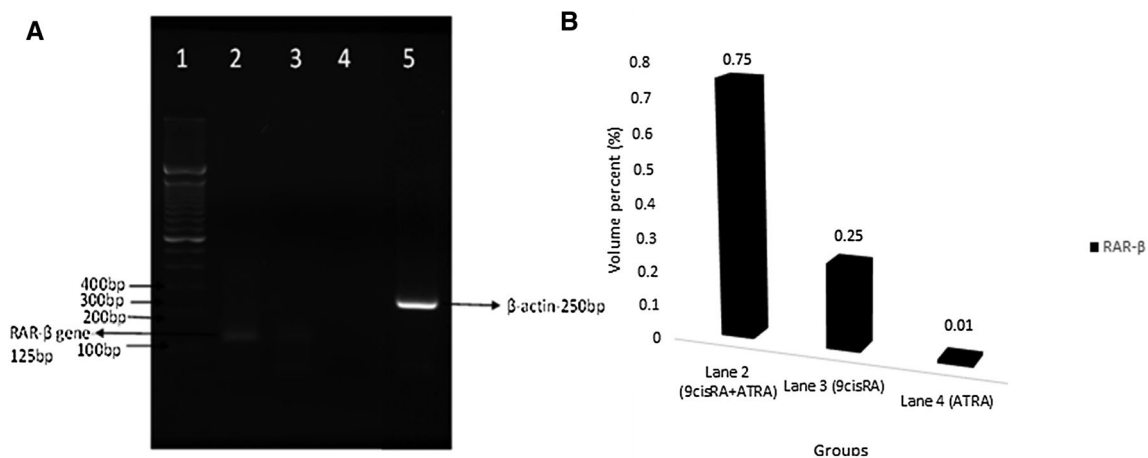 A
1 2 3 4 5
400bp
300bp
200bp
RAR-β gene
125bp
100bp
β-actin-250bp
B
0.8
0.7
0.6
0.5
0.4
0.3
0.2
0.1
0
Volume percent (%)
0.75
0.25
0.01
Lane 2
(9cisRA+ATRA)
Lane 3 (9cisRA)
Lane 4 (ATRA)
Groups
RAR-β